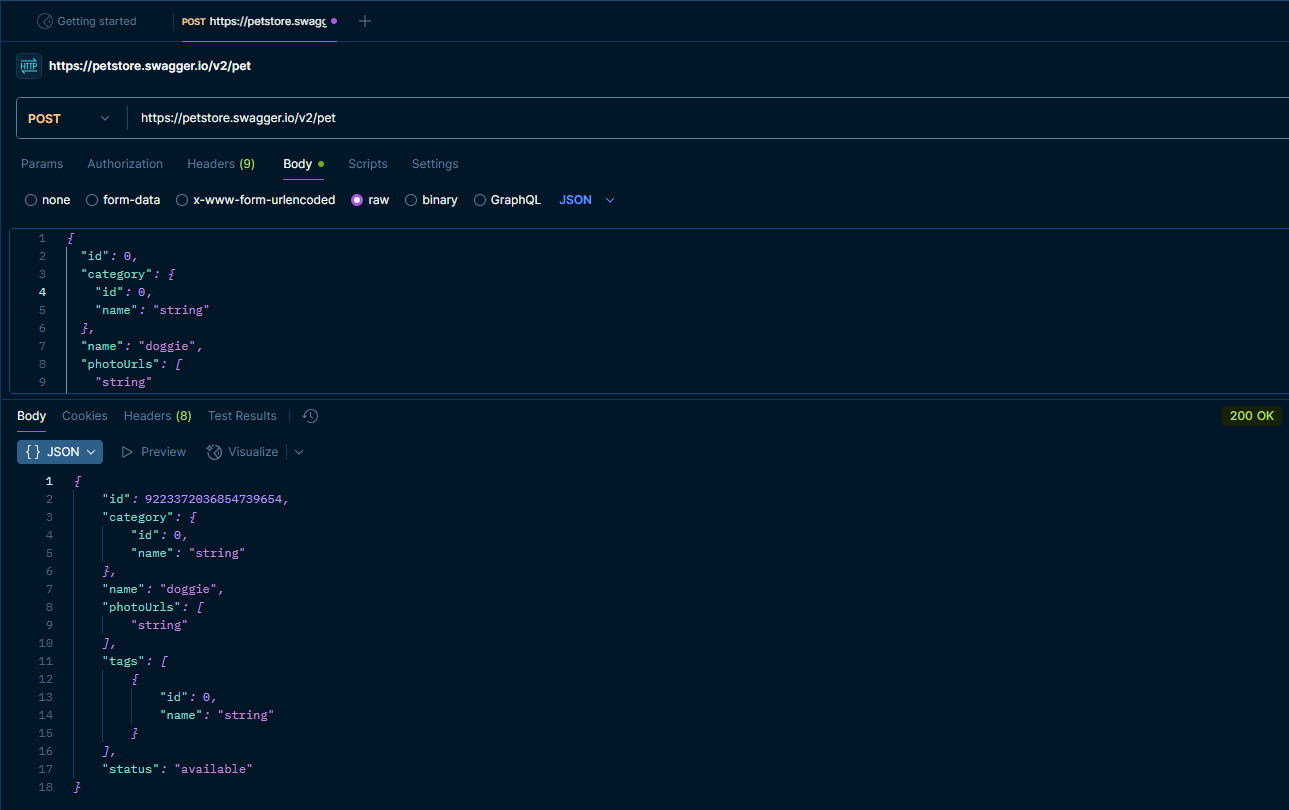 Getting started
POST https://petstore.swagg
HTTP https://petstore.swagger.io/v2/pet
POST https://petstore.swagger.io/v2/pet
Params Authorization Headers (9) Body Scripts Settings
none form-data x-www-form-urlencoded raw binary GraphQL JSON
1 {
2 "id": 0,
3 "category": {
4 "id": 0,
5 "name": "string"
6 },
7 "name": "doggie",
8 "photoUrls": [
9 "string"
Body Cookies Headers (8) Test Results 200 OK
{} JSON Preview Visualize
1 {
2 "id": 9223372036854739654,
3 "category": {
4 "id": 0,
5 "name": "string"
6 },
7 "name": "doggie",
8 "photoUrls": [
9 "string"
10 ],
11 "tags": [
12 {
13 "id": 0,
14 "name": "string"
15 }
16 ],
17 "status": "available"
18 }